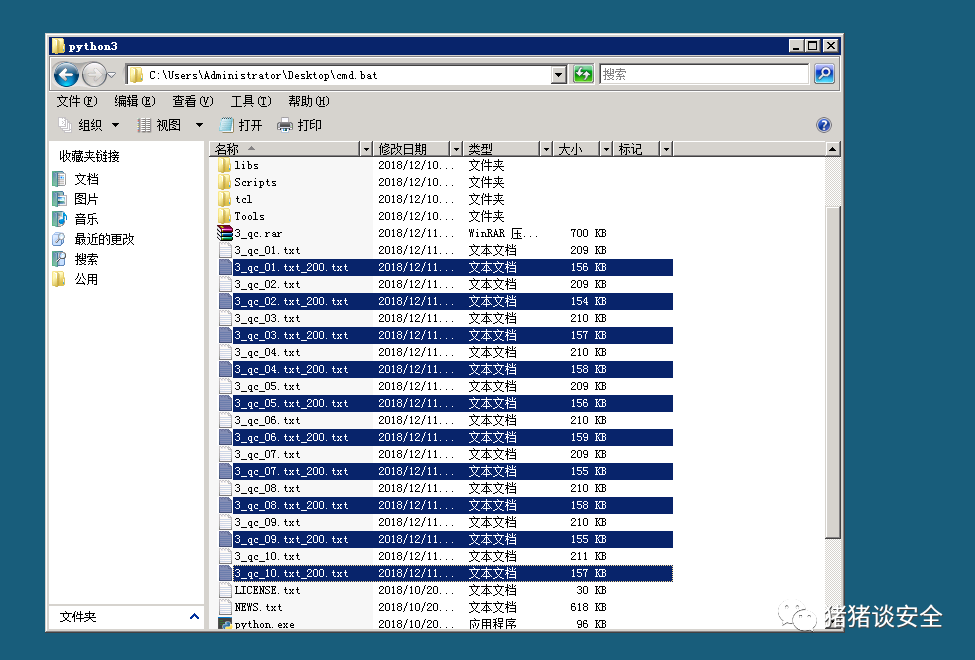 python3
C:\Users\Administrator\Desktop\cmd.bat 搜索
文件(F) 编辑(E) 查看(V) 工具(T) 帮助(H)
组织 视图 打开 打印
收藏夹链接
文档
图片
音乐
最近的更改
搜索
公用
文件夹
名称 修改日期 类型 大小 标记
libs 2018/12/10... 文件夹
Scripts 2018/12/10... 文件夹
tcl 2018/12/10... 文件夹
Tools 2018/12/10... 文件夹
3_qc.rar 2018/12/11... WinRAR 压... 700 KB
3_qc_01.txt 2018/12/11... 文本文档 209 KB
3_qc_01.txt_200.txt 2018/12/11... 文本文档 156 KB
3_qc_02.txt 2018/12/11... 文本文档 209 KB
3_qc_02.txt_200.txt 2018/12/11... 文本文档 154 KB
3_qc_03.txt 2018/12/11... 文本文档 210 KB
3_qc_03.txt_200.txt 2018/12/11... 文本文档 157 KB
3_qc_04.txt 2018/12/11... 文本文档 210 KB
3_qc_04.txt_200.txt 2018/12/11... 文本文档 158 KB
3_qc_05.txt 2018/12/11... 文本文档 209 KB
3_qc_05.txt_200.txt 2018/12/11... 文本文档 156 KB
3_qc_06.txt 2018/12/11... 文本文档 210 KB
3_qc_06.txt_200.txt 2018/12/11... 文本文档 159 KB
3_qc_07.txt 2018/12/11... 文本文档 209 KB
3_qc_07.txt_200.txt 2018/12/11... 文本文档 155 KB
3_qc_08.txt 2018/12/11... 文本文档 210 KB
3_qc_08.txt_200.txt 2018/12/11... 文本文档 158 KB
3_qc_09.txt 2018/12/11... 文本文档 210 KB
3_qc_09.txt_200.txt 2018/12/11... 文本文档 155 KB
3_qc_10.txt 2018/12/11... 文本文档 211 KB
3_qc_10.txt_200.txt 2018/12/11... 文本文档 157 KB
LICENSE.txt 2018/10/20... 文本文档 30 KB
NEWS.txt 2018/10/20... 文本文档 618 KB
python.exe 2018/10/20... 应用程序 96 KB
猪猪谈安全